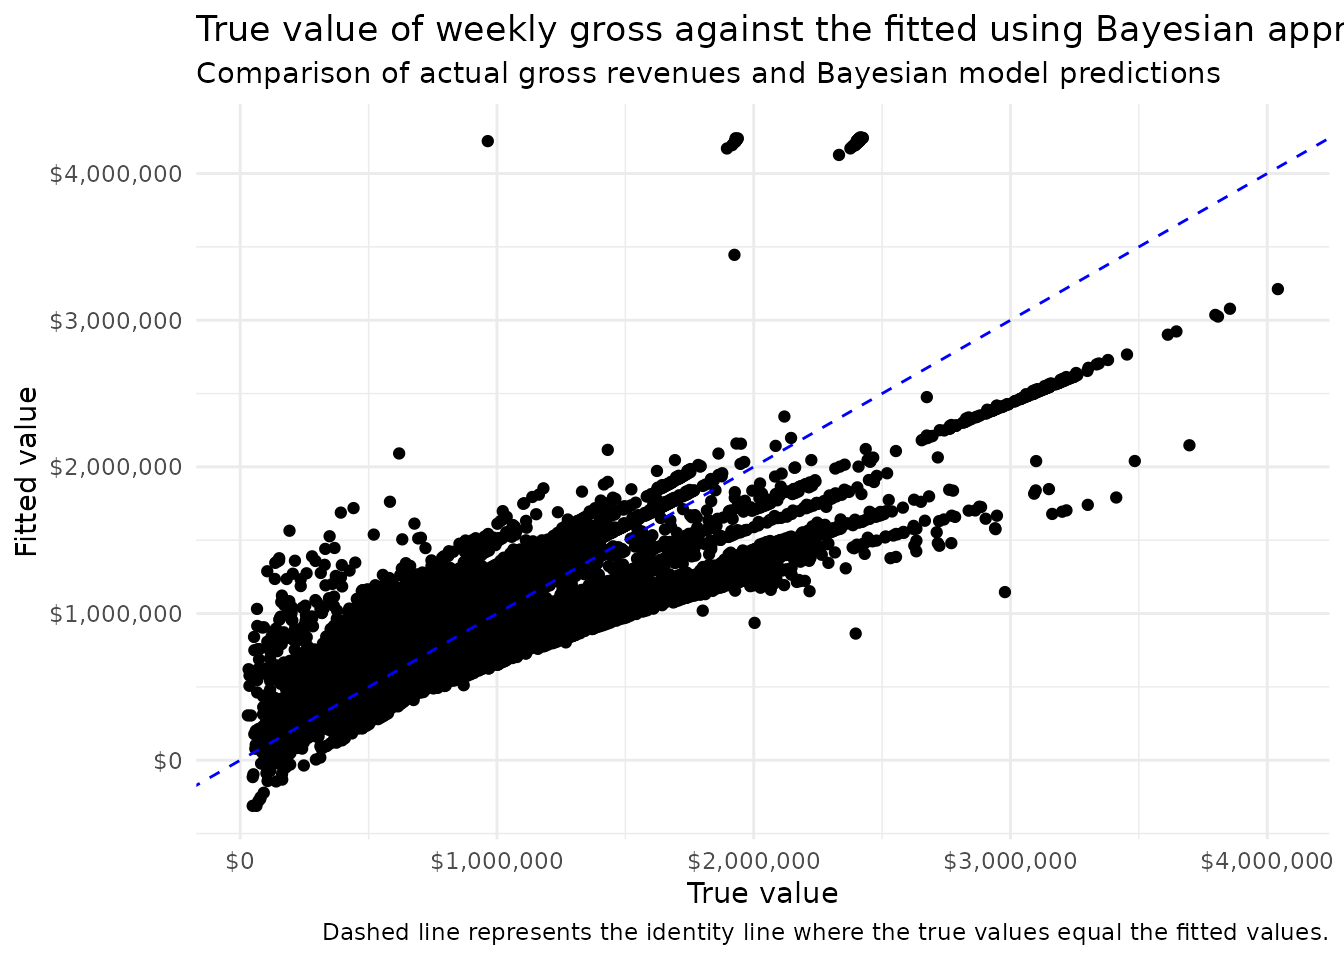 True value of weekly gross against the fitted using Bayesian appr
Comparison of actual gross revenues and Bayesian model predictions
$4,000,000
$3,000,000
$2,000,000
$1,000,000
$0
Fitted value
$0 $1,000,000 $2,000,000 $3,000,000 $4,000,000
True value
Dashed line represents the identity line where the true values equal the fitted values.